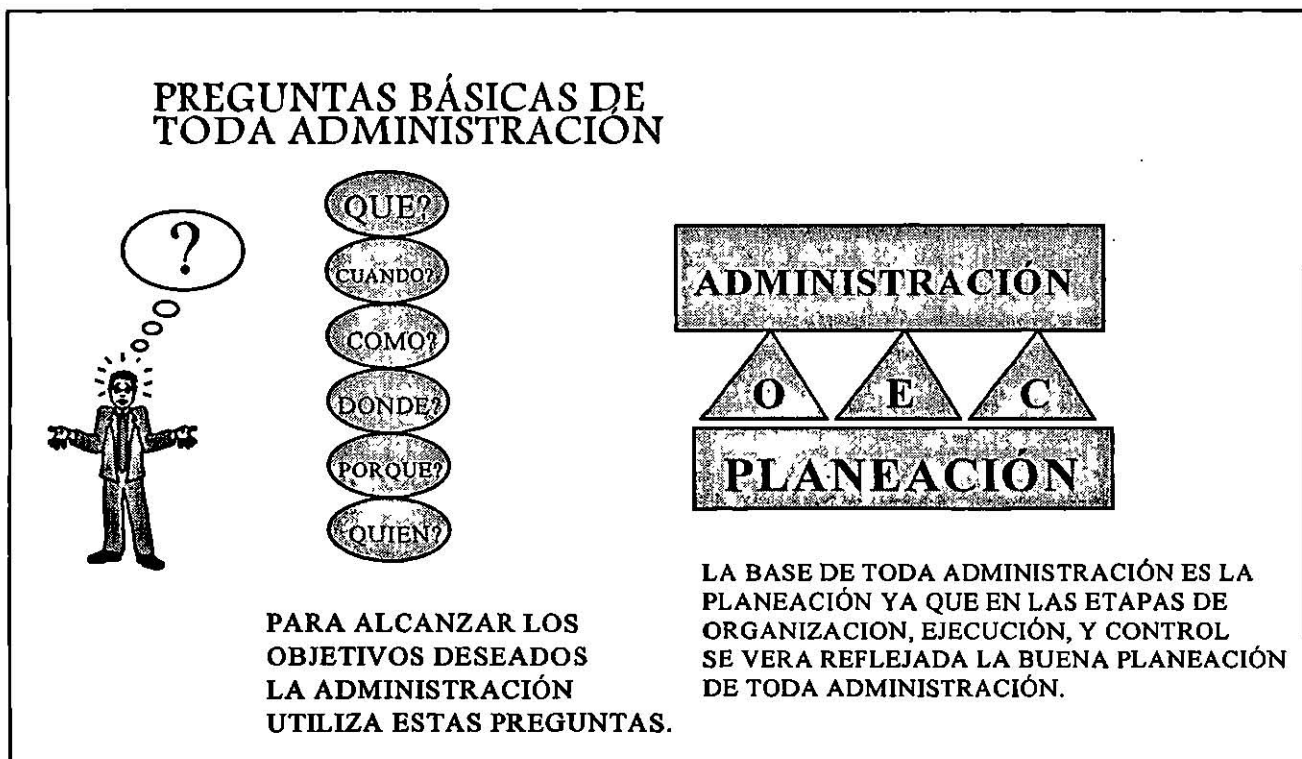 PREGUNTAS BÁSICAS DE
TODA ADMINISTRACIÓN
?
QUE?
CUANDO?
COMO?
DONDE?
PORQUE?
QUIEN?
PARA ALCANZAR LOS
OBJETIVOS DESEADOS
LA ADMINISTRACIÓN
UTILIZA ESTAS PREGUNTAS.
ADMINISTRACIÓN
O E C
PLANEACIÓN
LA BASE DE TODA ADMINISTRACIÓN ES LA
PLANEACIÓN YA QUE EN LAS ETAPAS DE
ORGANIZACION, EJECUCIÓN, Y CONTROL
SE VERA REFLEJADA LA BUENA PLANEACIÓN
DE TODA ADMINISTRACIÓN.